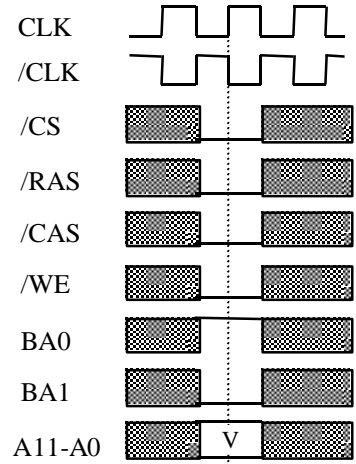 CLK
/CLK
/CS
/RAS
/CAS
/WE
BA0
BA1
A11-A0 V